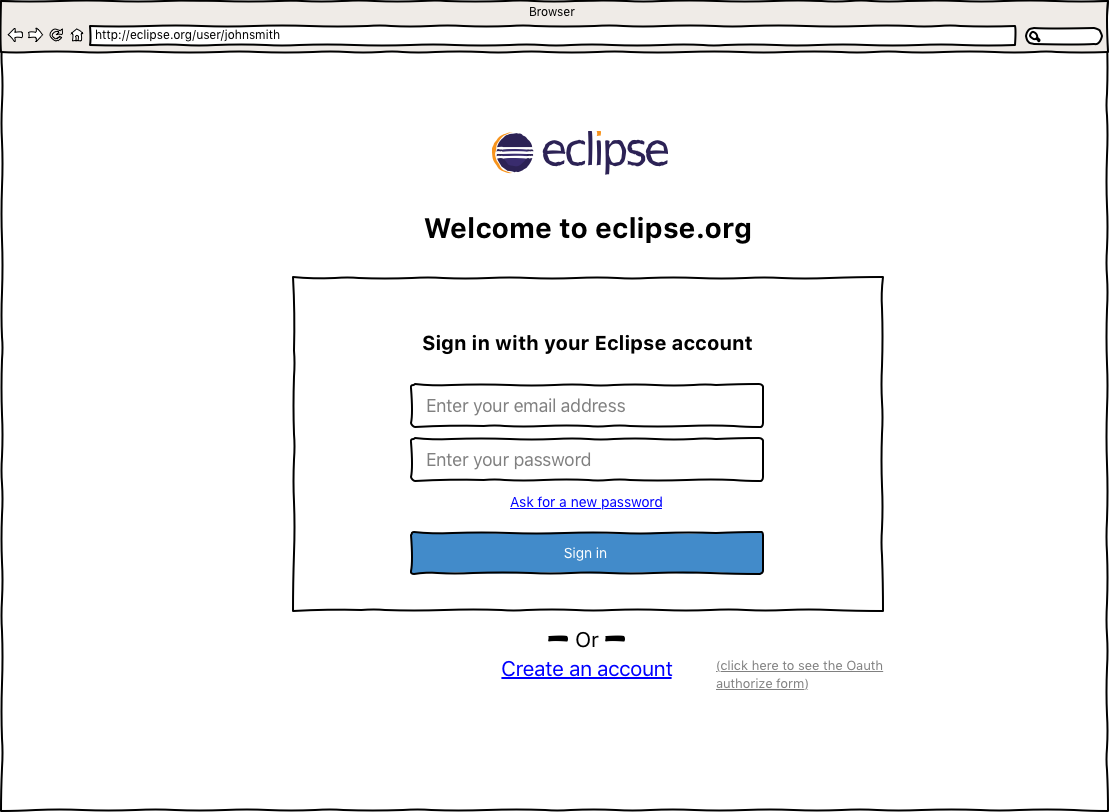 Browser
http://eclipse.org/user/johnsmith
eclipse
Welcome to eclipse.org
Sign in with your Eclipse account
Enter your email address
Enter your password
Ask for a new password
Sign in
Or
Create an account
(click here to see the Oauth
authorize form)